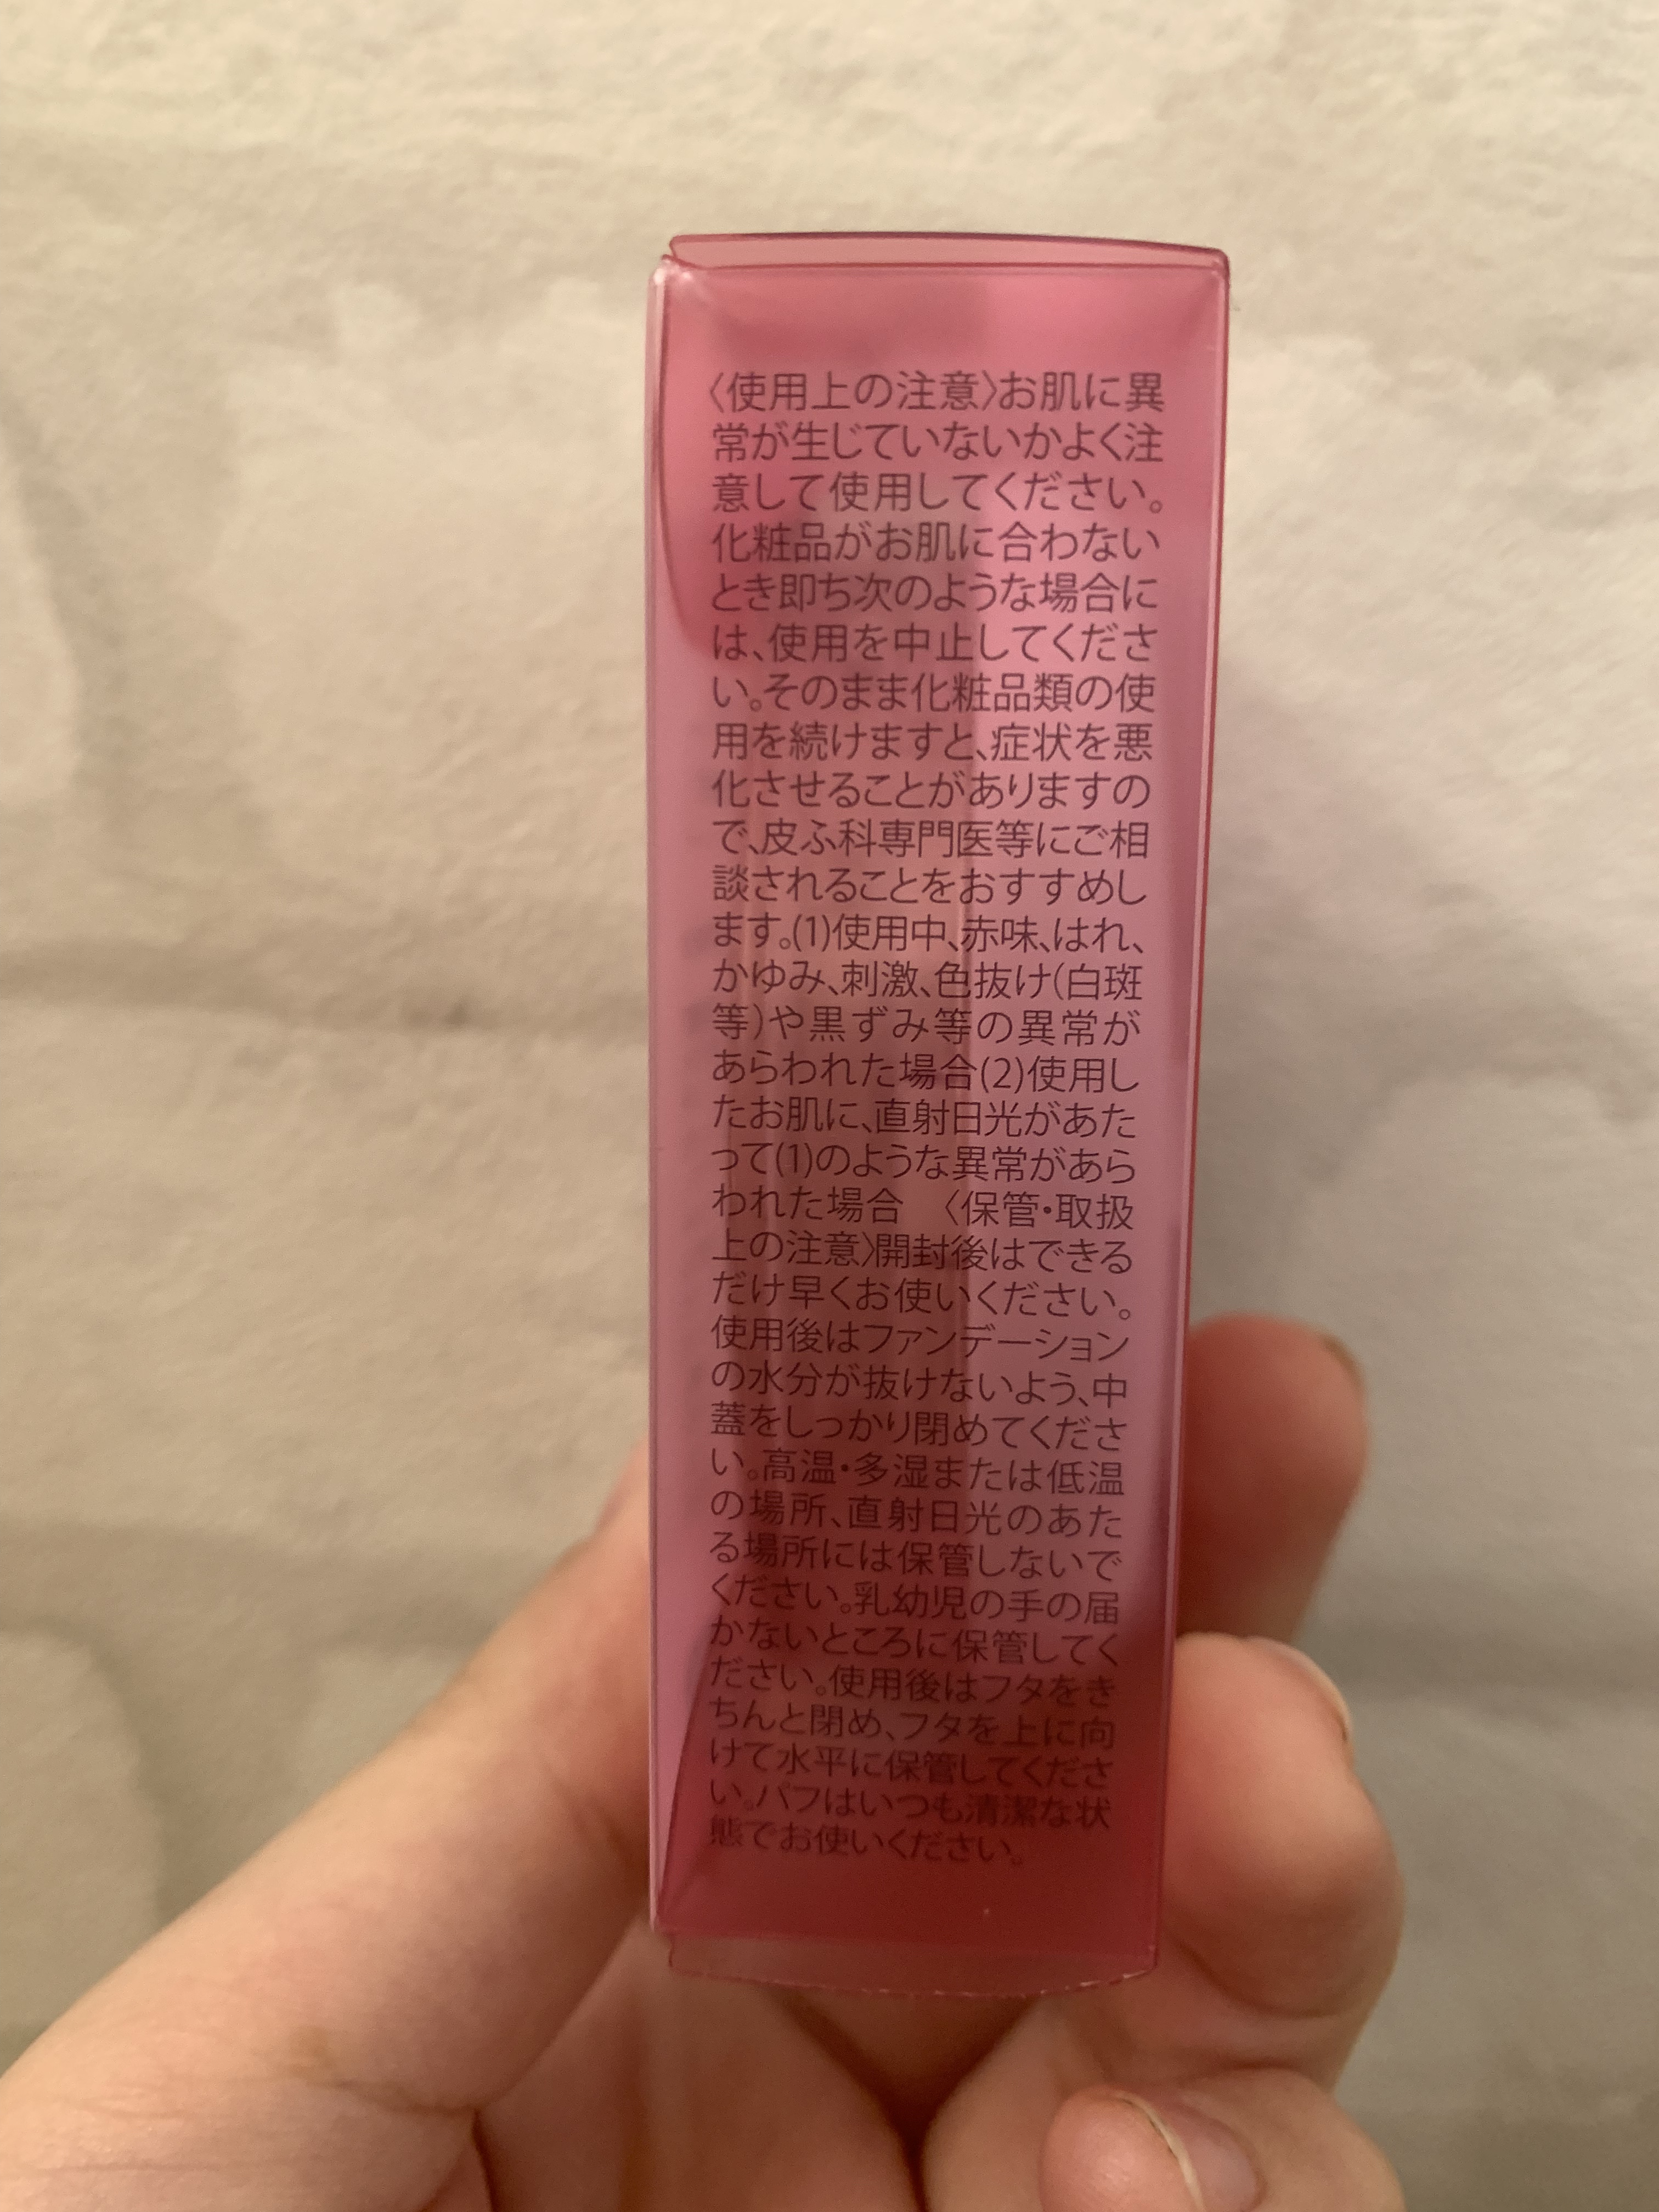 〈使用上の注意〉お肌に異
常が生じていないかよく注
意して使用してください。
化粧品がお肌に合わない
とき即ち次のような場合に
は、使用を中止してくださ
い。そのまま化粧品類の使
用を続けますと、症状を悪
化させることがありますの
で、皮ふ科専門医等にご相
談されることをおすすめし
ます。(1)使用中、赤味、はれ、
かゆみ、刺激、色抜け(白斑
等)や黒ずみ等の異常が
あらわれた場合(2)使用し
たお肌に、直射日光があた
って(1)のような異常があら
われた場合　〈保管・取扱
上の注意〉開封後はできる
だけ早くお使いください。
使用後はファンデーション
の水分が抜けないよう、中
蓋をしっかり閉めてくださ
い。高温・多湿または低温
の場所、直射日光のあた
る場所には保管しないで
ください。乳幼児の手の届
かないところに保管してく
ださい。使用後はフタをき
ちんと閉め、フタを上に向
けて水平に保管してくださ
い。パフはいつも清潔な状
態でお使いください。